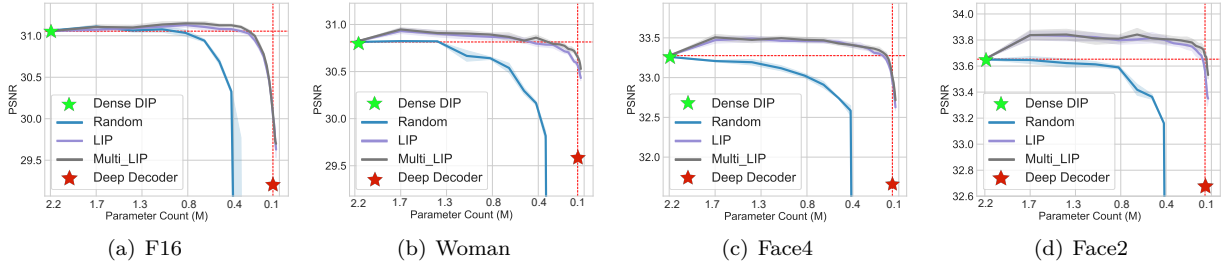 PSNR
31.0
30.5
30.0
29.5
Dense DIP
Random
LIP
Multi_LIP
Deep Decoder
2.2 1.7 1.3 0.8 0.4 0.1
Parameter Count (M)
(a) F16
PSNR
31.0
30.5
30.0
29.5
Dense DIP
Random
LIP
Multi_LIP
Deep Decoder
2.2 1.7 1.3 0.8 0.4 0.1
Parameter Count (M)
(b) Woman
PSNR
33.5
33.0
32.5
32.0
Dense DIP
Random
LIP
Multi_LIP
Deep Decoder
2.2 1.7 1.3 0.8 0.4 0.1
Parameter Count (M)
(c) Face4
PSNR
34.0
33.8
33.6
33.4
33.2
33.0
32.8
32.6
Dense DIP
Random
LIP
Multi_LIP
Deep Decoder
2.2 1.7 1.3 0.8 0.4 0.1
Parameter Count (M)
(d) Face2